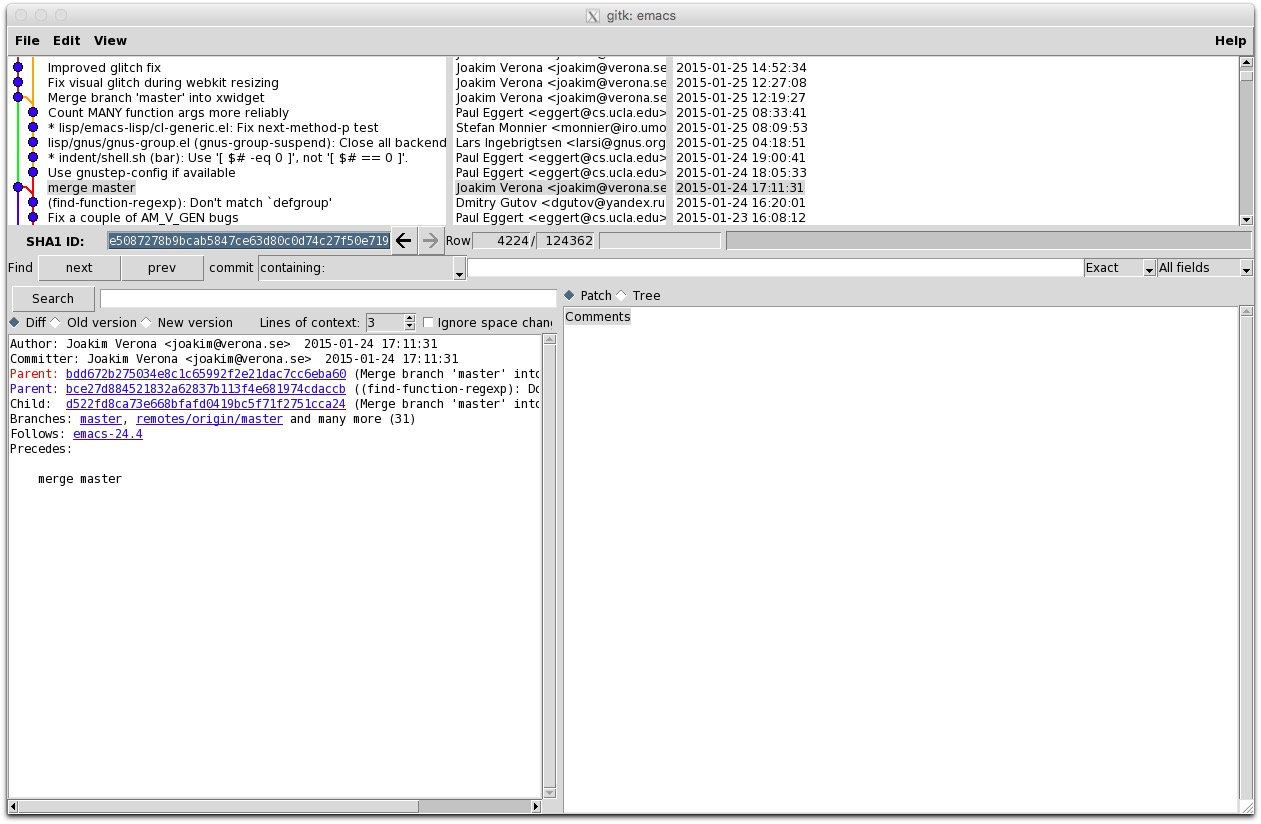 gitk: emacs
File Edit View Help
Improved glitch fix Joakim Verona <joakim@verona.se 2015-01-25 14:52:34
Fix visual glitch during webkit resizing Joakim Verona <joakim@verona.se 2015-01-25 12:27:08
Merge branch 'master' into xwidget Joakim Verona <joakim@verona.se 2015-01-25 12:19:27
Count MANY function args more reliably Paul Eggert <eggert@cs.ucla.edu> 2015-01-25 08:33:41
* lisp/emacs-lisp/cl-generic.el: Fix next-method-p test Stefan Monnier <monnier@iro.umo 2015-01-25 08:09:53
lisp/gnus/gnus-group.el (gnus-group-suspend): Close all backend Lars Ingebrigtsen <larsi@gnus.org 2015-01-25 04:18:51
* indent/shell.sh (bar): Use '[ $# -eq 0 ]', not '[ $# == 0 ]'. Paul Eggert <eggert@cs.ucla.edu> 2015-01-24 19:00:41
Use gnustep-config if available Paul Eggert <eggert@cs.ucla.edu> 2015-01-24 18:05:33
merge master Joakim Verona <joakim@verona.se 2015-01-24 17:11:31
(find-function-regexp): Don't match `defgroup' Dmitry Gutov <dgutov@yandex.ru 2015-01-24 16:20:01
Fix a couple of AM_V_GEN bugs Paul Eggert <eggert@cs.ucla.edu> 2015-01-23 16:08:12
SHA1 ID: e5087278b9bcab5847ce63d80c0d74c27f50e719 Row 4224 / 124362
Find next prev commit containing: Exact All fields
Search
Patch Tree
Diff Old version New version Lines of context: 3 Ignore space chan
Comments
Author: Joakim Verona <joakim@verona.se> 2015-01-24 17:11:31
Committer: Joakim Verona <joakim@verona.se> 2015-01-24 17:11:31
Parent: bdd672b275034e8c1c65992f2e21dac7cc6eba60 (Merge branch 'master' into
Parent: bce27d884521832a62837b113f4e681974cdaccb ((find-function-regexp): Do
Child: d522fd8ca73e668bfafd0419bc5f71f2751cca24 (Merge branch 'master' into
Branches: master, remotes/origin/master and many more (31)
Follows: emacs-24.4
Precedes:
merge master